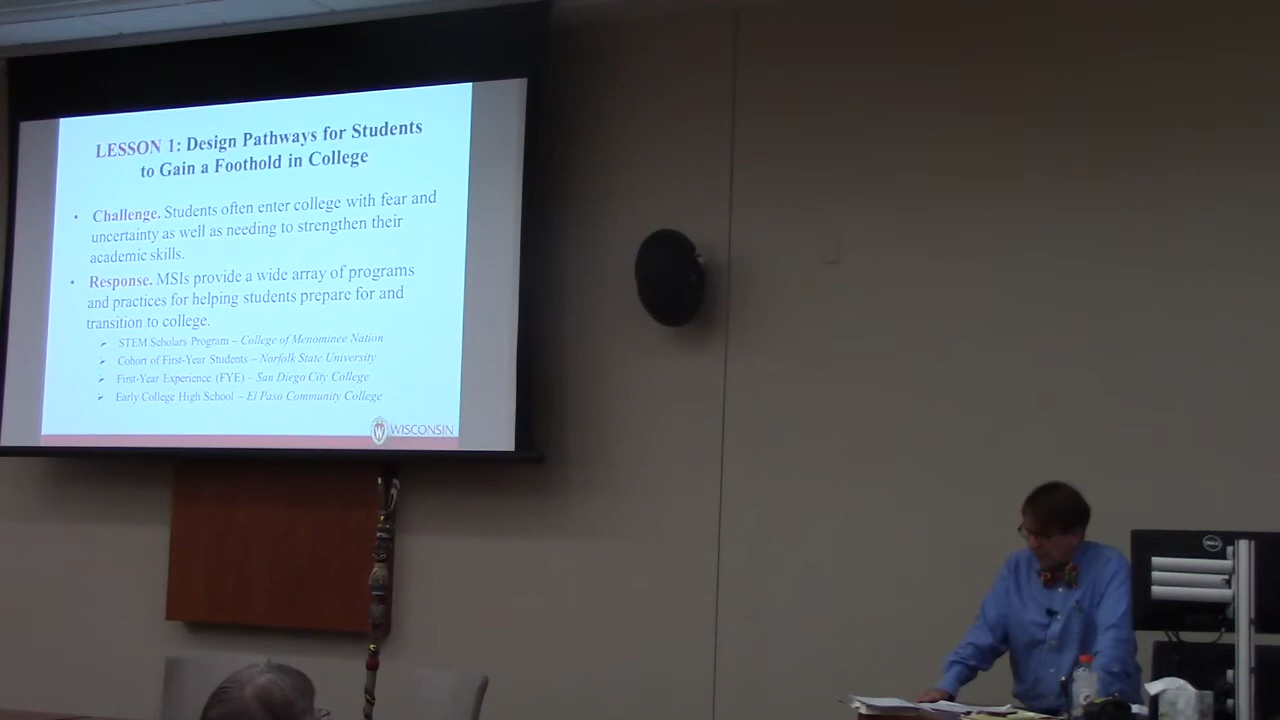 LESSON 1: Design Pathways for Students
to Gain a Foothold in College
• Challenge. Students often enter college with fear and
uncertainty as well as needing to strengthen their
academic skills.
• Response. MSIs provide a wide array of programs
and practices for helping students prepare for and
transition to college.
➢ STEM Scholars Program – College of Menominee Nation
➢ Cohort of First-Year Students – Norfolk State University
➢ First-Year Experience (FYE) – San Diego City College
➢ Early College High School – El Paso Community College
W WISCONSIN
DELL